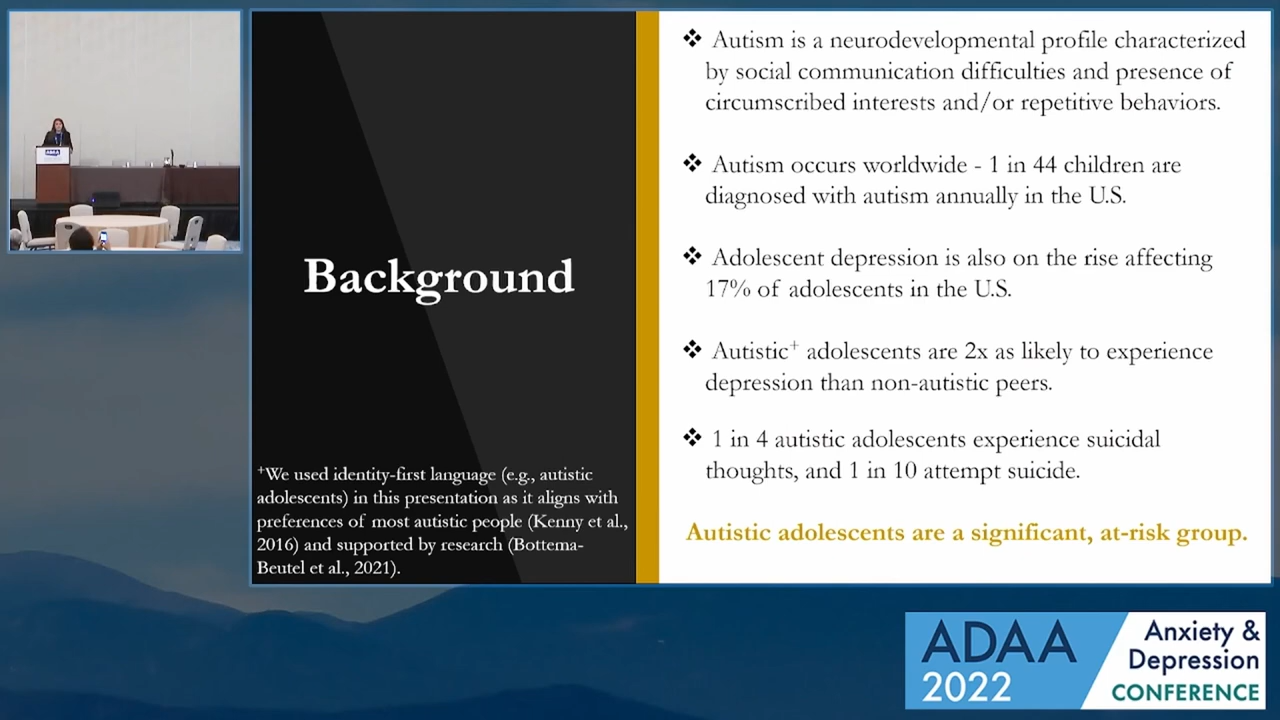 Background
+We used identity-first language (e.g., autistic
adolescents) in this presentation as it aligns with
preferences of most autistic people (Kenny et al.,
2016) and supported by research (Bottema-
Beutel et al., 2021).
❖ Autism is a neurodevelopmental profile characterized
by social communication difficulties and presence of
circumscribed interests and/or repetitive behaviors.
❖ Autism occurs worldwide - 1 in 44 children are
diagnosed with autism annually in the U.S.
❖ Adolescent depression is also on the rise affecting
17% of adolescents in the U.S.
❖ Autistic+ adolescents are 2x as likely to experience
depression than non-autistic peers.
❖ 1 in 4 autistic adolescents experience suicidal
thoughts, and 1 in 10 attempt suicide.
Autistic adolescents are a significant, at-risk group.
ADAA
2022
Anxiety &
Depression
CONFERENCE